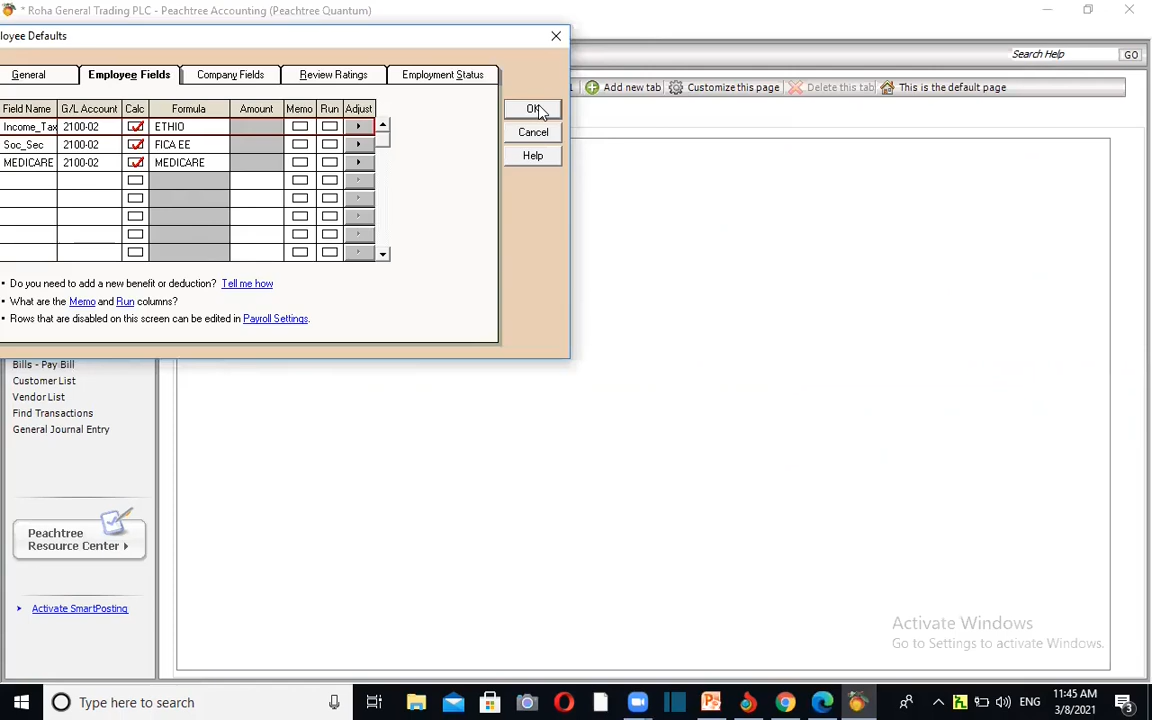 * Roha General Trading PLC - Peachtree Accounting (Peachtree Quantum)
oyee Defaults
Search Help
GO
General
Employee Fields
Company Fields
Review Ratings
Employment Status
Add new tab
Customize this page
Delete this tab
This is the default page
Field Name G/L Account Calc Formula Amount Memo Run Adjust
Income_Tax 2100-02 ETHIO
Soc_Sec 2100-02 FICA EE
MEDICARE 2100-02 MEDICARE
OK
Cancel
Help
• Do you need to add a new benefit or deduction? Tell me how
• What are the Memo and Run columns?
• Rows that are disabled on this screen can be edited in Payroll Settings.
Bills - Pay Bill
Customer List
Vendor List
Find Transactions
General Journal Entry
Peachtree
Resource Center
Activate SmartPosting
Activate Windows
Go to Settings to activate Windows.
Type here to search
ENG
11:45 AM
3/8/2021
3